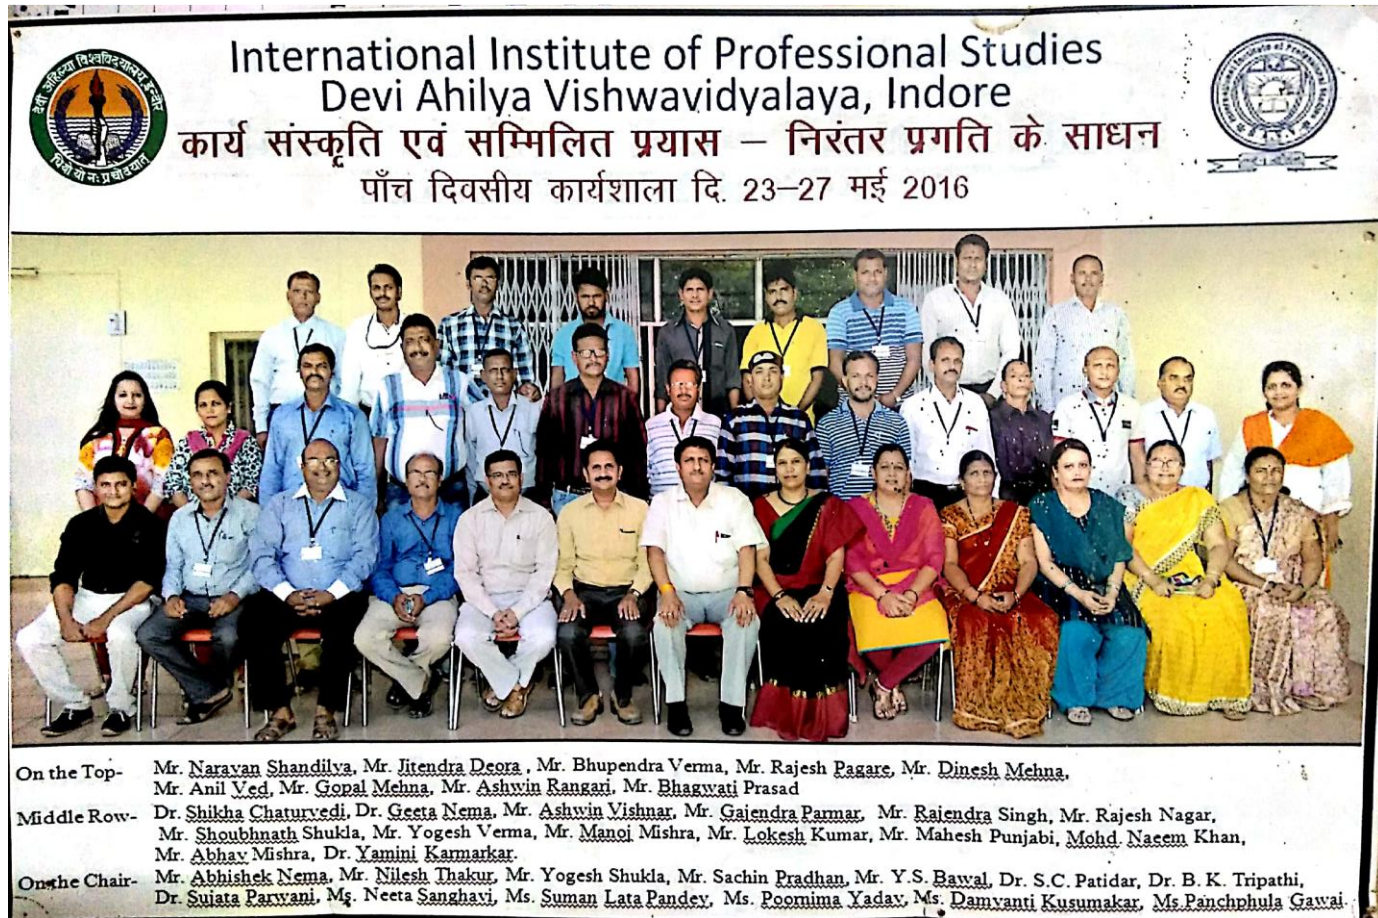 International Institute of Professional Studies
Devi Ahilya Vishwavidyalaya, Indore
कार्य संस्कृति एवं सम्मिलित प्रयास – निरंतर प्रगति के साधन
पाँच दिवसीय कार्यशाला दि. 23–27 मई 2016
देवी अहिल्या विश्वविद्यालय, इन्दौर
धियो यो नः प्रचोदयात
On the Top- Mr. Narayan Shandilya, Mr. Jitendra Deora , Mr. Bhupendra Verma, Mr. Rajesh Pagare, Mr. Dinesh Mehna,
Mr. Anil Ved, Mr. Gopal Mehna, Mr. Ashwin Rangari, Mr. Bhagwati Prasad
Middle Row- Dr. Shikha Chaturvedi, Dr. Geeta Nema, Mr. Ashwin Vishnar, Mr. Gajendra Parmar, Mr. Rajendra Singh, Mr. Rajesh Nagar,
Mr. Shoubhnath Shukla, Mr. Yogesh Verma, Mr. Manoj Mishra, Mr. Lokesh Kumar, Mr. Mahesh Punjabi, Mohd. Naeem Khan,
Mr. Abhay Mishra, Dr. Yamini Karmarkar.
On the Chair- Mr. Abhishek Nema, Mr. Nilesh Thakur, Mr. Yogesh Shukla, Mr. Sachin Pradhan, Mr. Y.S. Bawal, Dr. S.C. Patidar, Dr. B. K. Tripathi,
Dr. Sujata Parwani, Ms. Neeta Sanghavi, Ms. Suman Lata Pandey, Ms. Poornima Yadav, Ms. Damvanti Kusumakar, Ms.Panchphula Gawai.